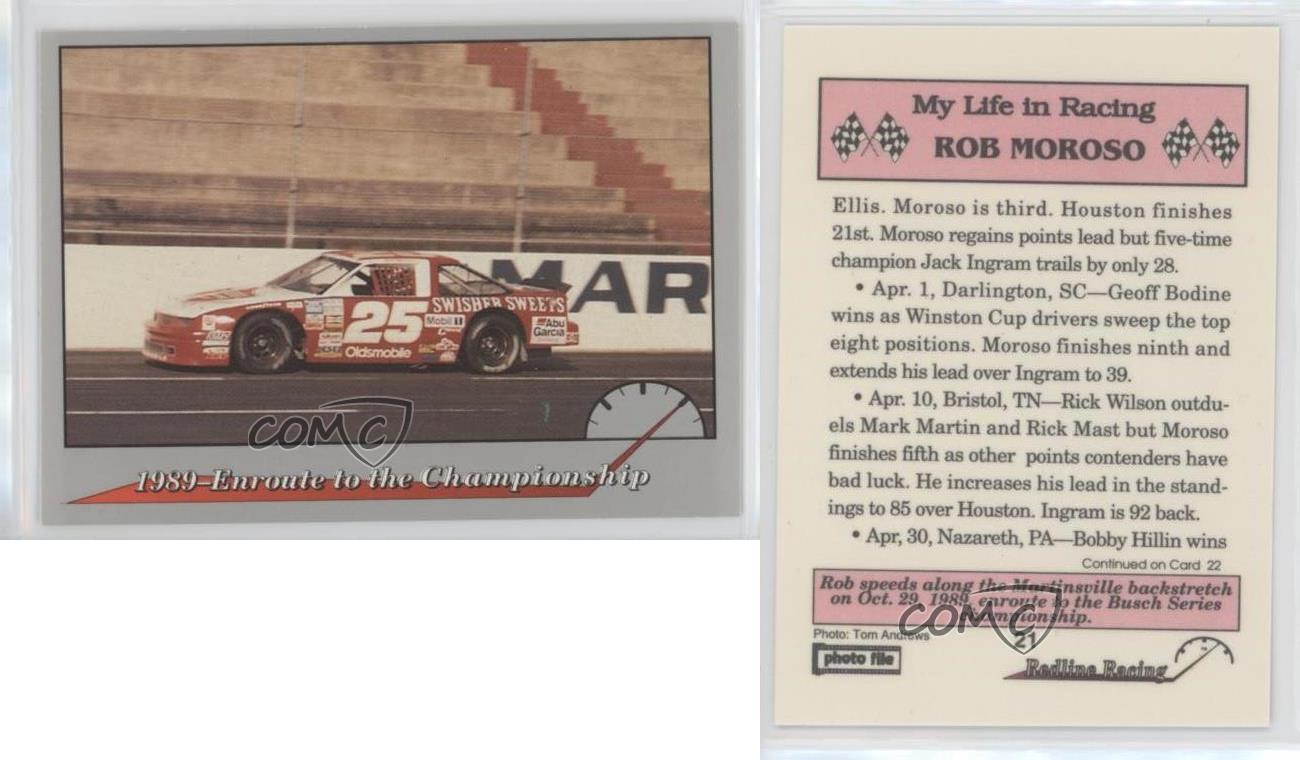 MAR
SWISHER SWEETS
25
Mobil 1
Abu
Garcia
Oldsmobile
COMC
1989–Enroute to the Championship
My Life in Racing
ROB MOROSO
Ellis. Moroso is third. Houston finishes
21st. Moroso regains points lead but five-time
champion Jack Ingram trails by only 28.
• Apr. 1, Darlington, SC—Geoff Bodine
wins as Winston Cup drivers sweep the top
eight positions. Moroso finishes ninth and
extends his lead over Ingram to 39.
• Apr. 10, Bristol, TN—Rick Wilson outdu-
els Mark Martin and Rick Mast but Moroso
finishes fifth as other points contenders have
bad luck. He increases his lead in the stand-
ings to 85 over Houston. Ingram is 92 back.
• Apr, 30, Nazareth, PA—Bobby Hillin wins
Continued on Card 22
Rob speeds along the Martinsville backstretch
on Oct. 29, 1989, enroute to the Busch Series
championship.
COMC
Photo: Tom Andrews
21
photo file
Redline Racing